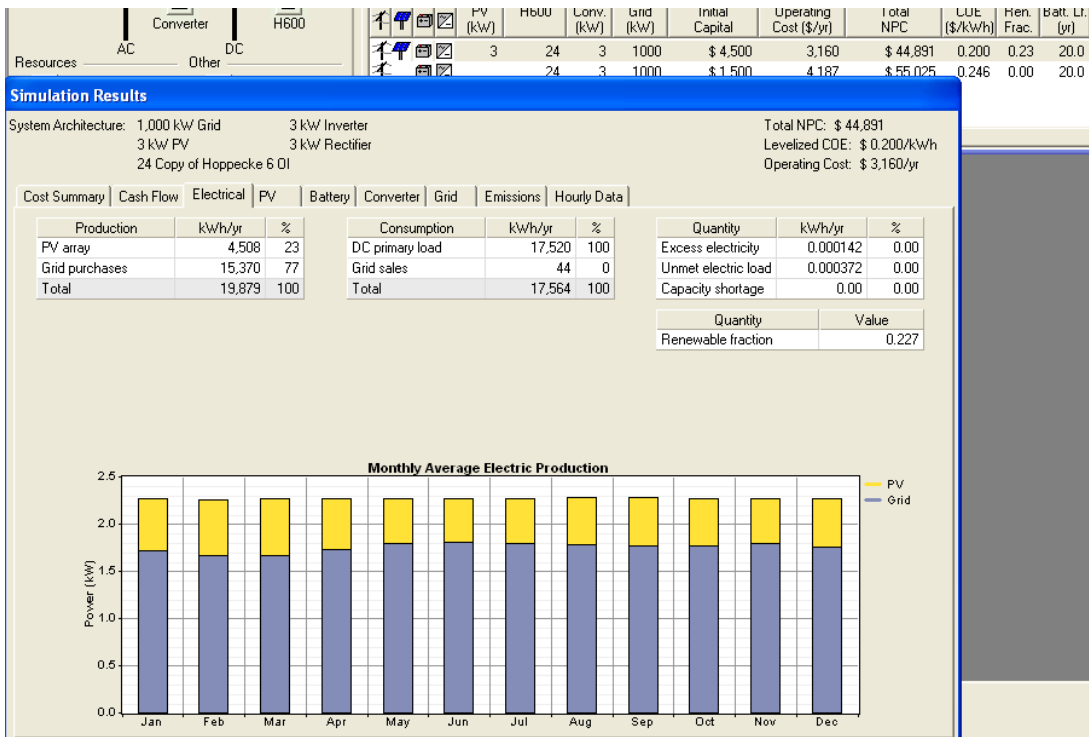 Converter
H600
AC DC
Resources Other
PV (kW) H600 Conv. (kW) Grid (kW) Initial Capital Operating Cost ($/yr) Total NPC COE ($/kWh) Ren. Frac. Batt. Lf. (yr)
3 24 3 1000 $ 4,500 3,160 $ 44,891 0.200 0.23 20.0
24 3 1000 $ 1,500 4,187 $ 55,025 0.246 0.00 20.0
Simulation Results
System Architecture: 1,000 kW Grid 3 kW Inverter Total NPC: $ 44,891
3 kW PV 3 kW Rectifier Levelized COE: $ 0.200/kWh
24 Copy of Hoppecke 6 OI Operating Cost: $ 3,160/yr
Cost Summary Cash Flow Electrical PV Battery Converter Grid Emissions Hourly Data
Production kWh/yr %
PV array 4,508 23
Grid purchases 15,370 77
Total 19,879 100
Consumption kWh/yr %
DC primary load 17,520 100
Grid sales 44 0
Total 17,564 100
Quantity kWh/yr %
Excess electricity 0.000142 0.00
Unmet electric load 0.000372 0.00
Capacity shortage 0.00 0.00
Quantity Value
Renewable fraction 0.227
Monthly Average Electric Production
PV
Grid
Power (kW)
2.5
2.0
1.5
1.0
0.5
0.0
Jan Feb Mar Apr May Jun Jul Aug Sep Oct Nov Dec